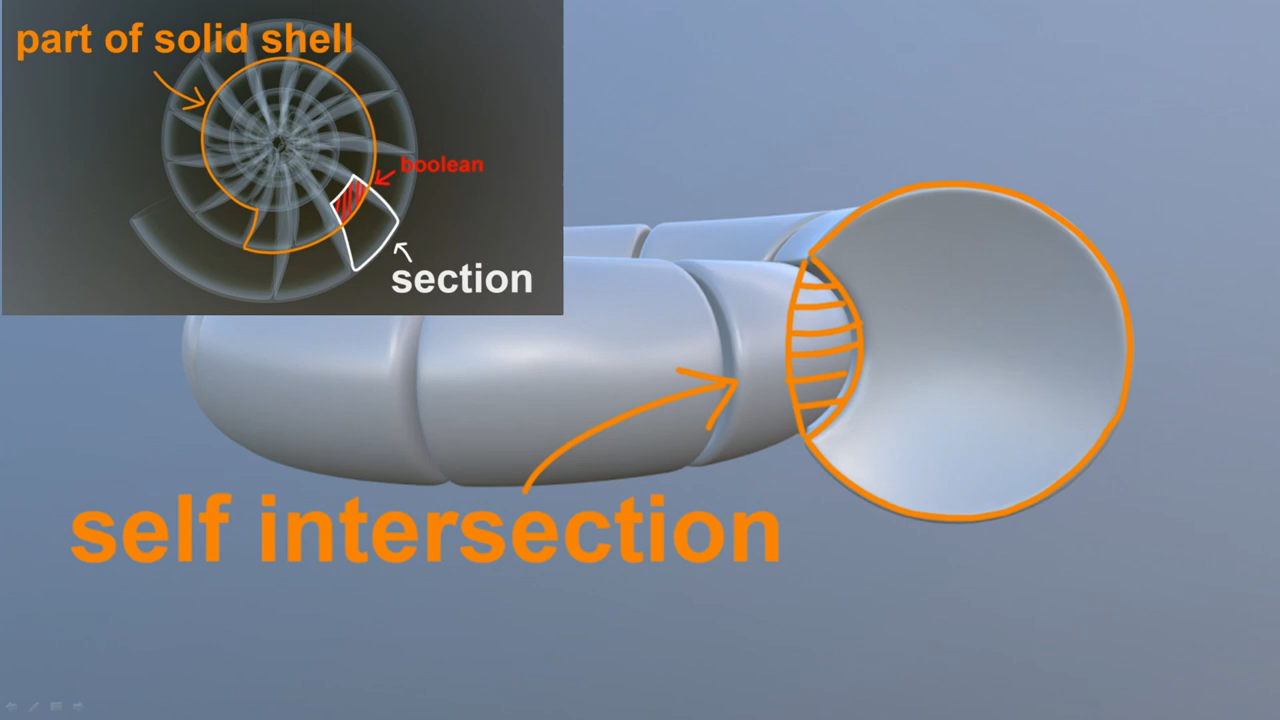 part of solid shell
boolean
section
self intersection